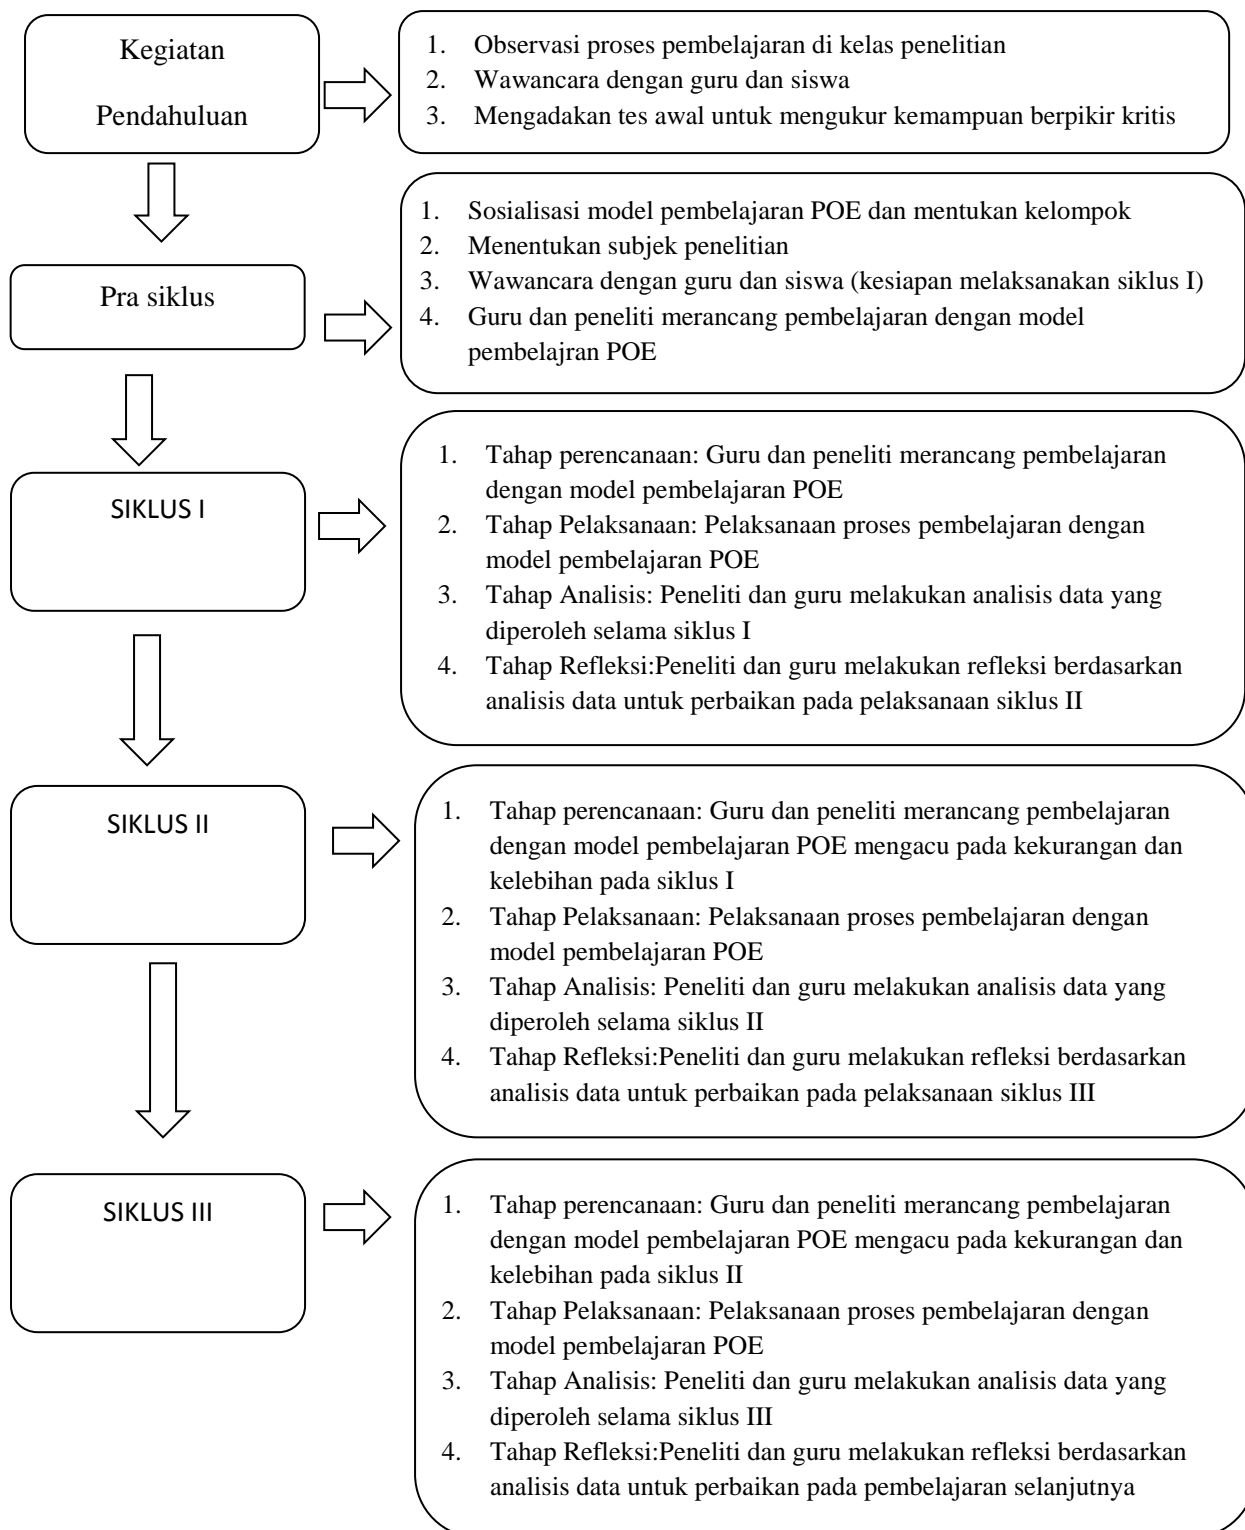 Kegiatan
Pendahuluan
1. Observasi proses pembelajaran di kelas penelitian
2. Wawancara dengan guru dan siswa
3. Mengadakan tes awal untuk mengukur kemampuan berpikir kritis
Pra siklus
1. Sosialisasi model pembelajaran POE dan mentukan kelompok
2. Menentukan subjek penelitian
3. Wawancara dengan guru dan siswa (kesiapan melaksanakan siklus I)
4. Guru dan peneliti merancang pembelajaran dengan model
pembelajran POE
SIKLUS I
1. Tahap perencanaan: Guru dan peneliti merancang pembelajaran
dengan model pembelajaran POE
2. Tahap Pelaksanaan: Pelaksanaan proses pembelajaran dengan
model pembelajaran POE
3. Tahap Analisis: Peneliti dan guru melakukan analisis data yang
diperoleh selama siklus I
4. Tahap Refleksi:Peneliti dan guru melakukan refleksi berdasarkan
analisis data untuk perbaikan pada pelaksanaan siklus II
SIKLUS II
1. Tahap perencanaan: Guru dan peneliti merancang pembelajaran
dengan model pembelajaran POE mengacu pada kekurangan dan
kelebihan pada siklus I
2. Tahap Pelaksanaan: Pelaksanaan proses pembelajaran dengan
model pembelajaran POE
3. Tahap Analisis: Peneliti dan guru melakukan analisis data yang
diperoleh selama siklus II
4. Tahap Refleksi:Peneliti dan guru melakukan refleksi berdasarkan
analisis data untuk perbaikan pada pelaksanaan siklus III
SIKLUS III
1. Tahap perencanaan: Guru dan peneliti merancang pembelajaran
dengan model pembelajaran POE mengacu pada kekurangan dan
kelebihan pada siklus II
2. Tahap Pelaksanaan: Pelaksanaan proses pembelajaran dengan
model pembelajaran POE
3. Tahap Analisis: Peneliti dan guru melakukan analisis data yang
diperoleh selama siklus III
4. Tahap Refleksi:Peneliti dan guru melakukan refleksi berdasarkan
analisis data untuk perbaikan pada pembelajaran selanjutnya